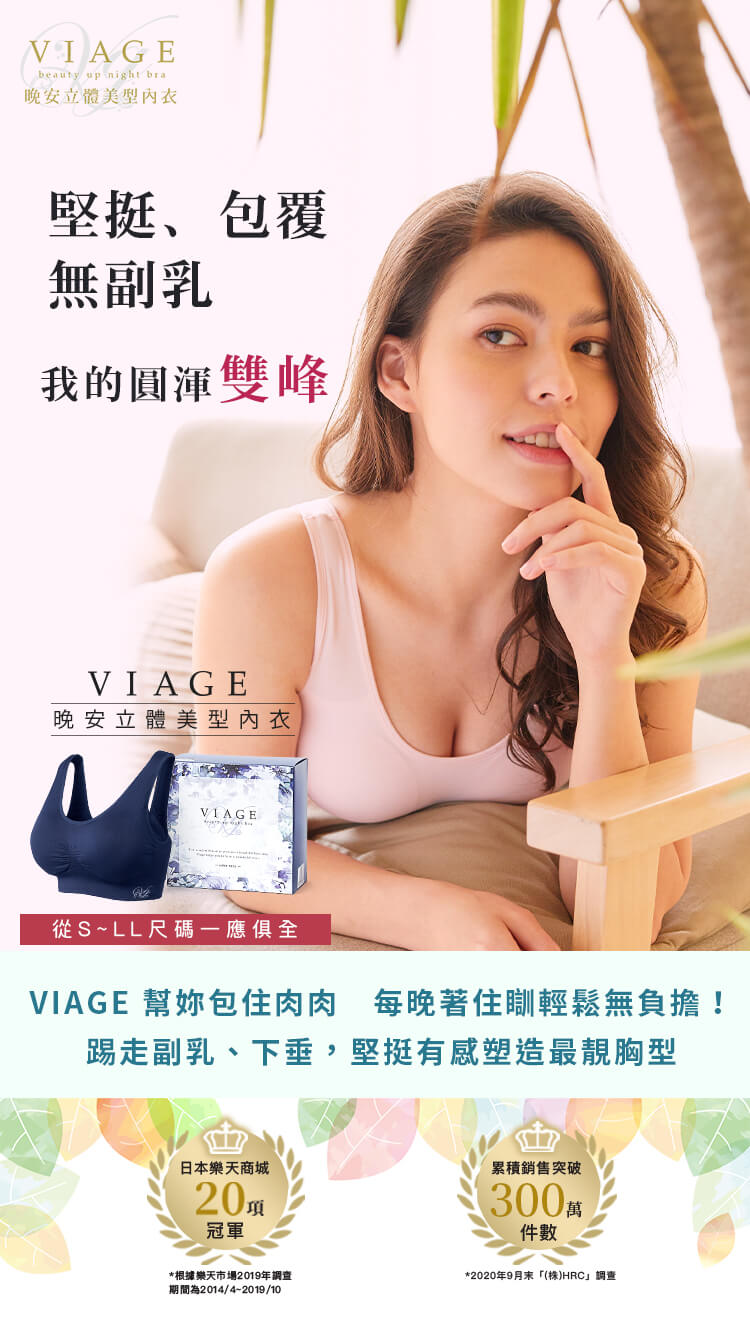 VIAGE
beauty up night bra
晚安立體美型內衣
堅挺、包覆
無副乳
我的圓渾雙峰
VIAGE
晚安立體美型內衣
VIAGE
beauty up night bra
從S~LL尺碼一應俱全
VIAGE 幫妳包住肉肉 每晚著住瞓輕鬆無負擔！
踢走副乳、下垂，堅挺有感塑造最靚胸型
日本樂天商城
20項
冠軍
*根據樂天市場2019年調查
期間為2014/4~2019/10
累積銷售突破
300萬
件數
*2020年9月末「(株)HRC」調查